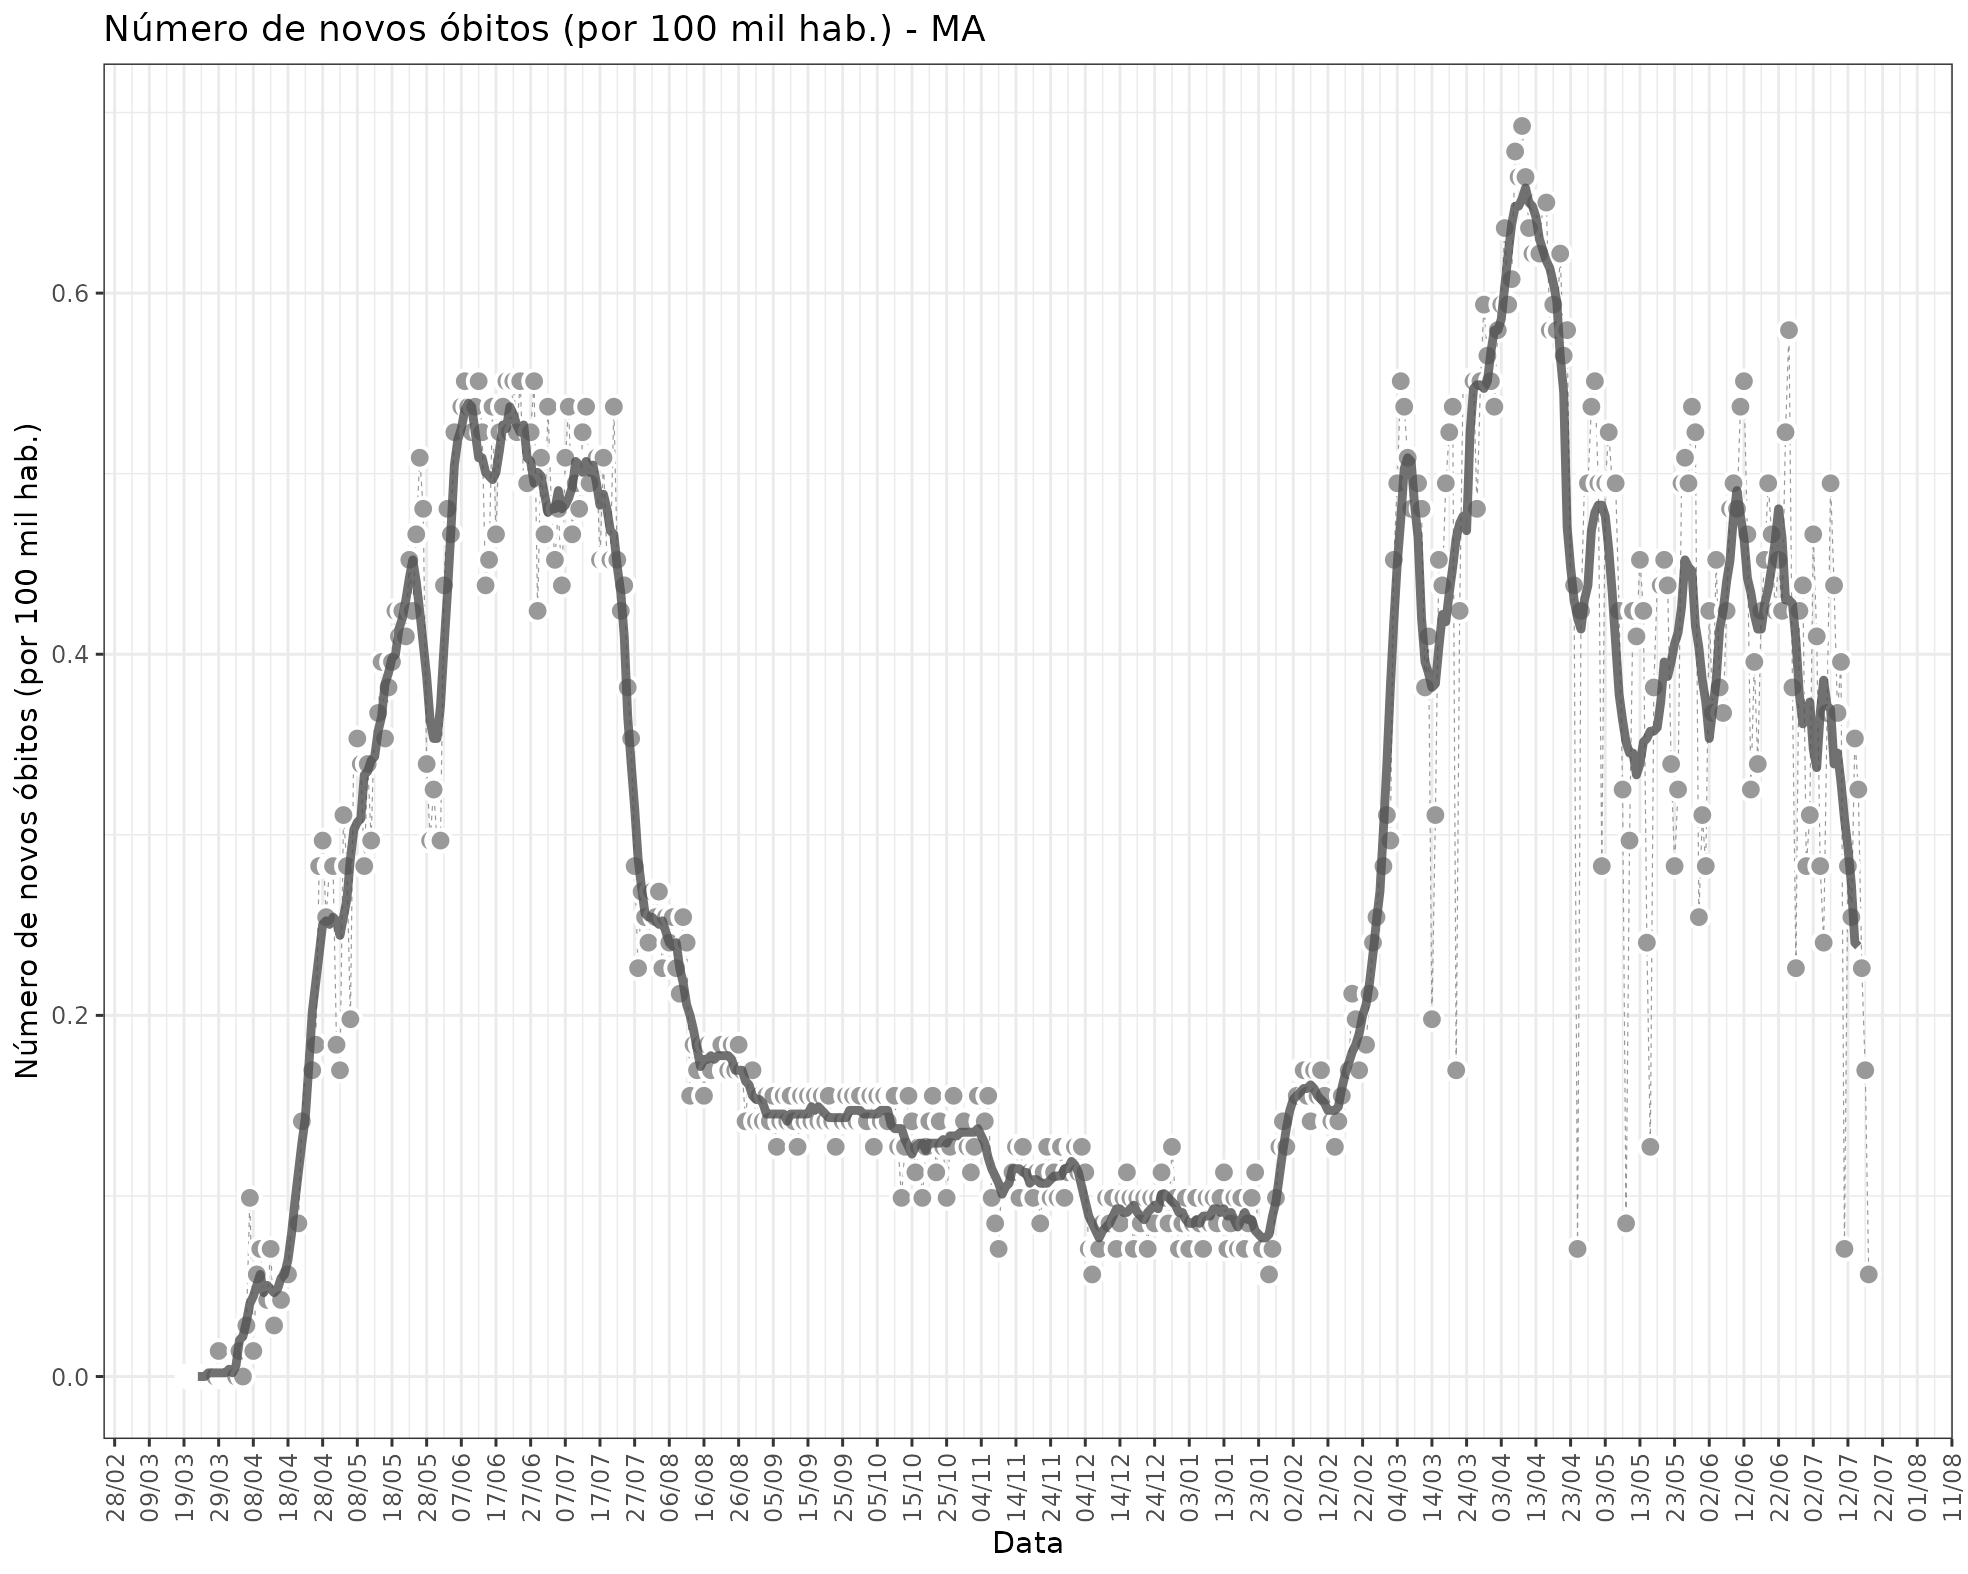 Número de novos óbitos (por 100 mil hab.) - MA
Número de novos óbitos (por 100 mil hab.)
0.6
0.4
0.2
0.0
28/02 09/03 19/03 29/03 08/04 18/04 28/04 08/05 18/05 28/05 07/06 17/06 27/06 07/07 17/07 27/07 06/08 16/08 26/08 05/09 15/09 25/09 05/10 15/10 25/10 04/11 14/11 24/11 04/12 14/12 24/12 03/01 13/01 23/01 02/02 12/02 22/02 04/03 14/03 24/03 03/04 13/04 23/04 03/05 13/05 23/05 02/06 12/06 22/06 02/07 12/07 22/07 01/08 11/08
Data